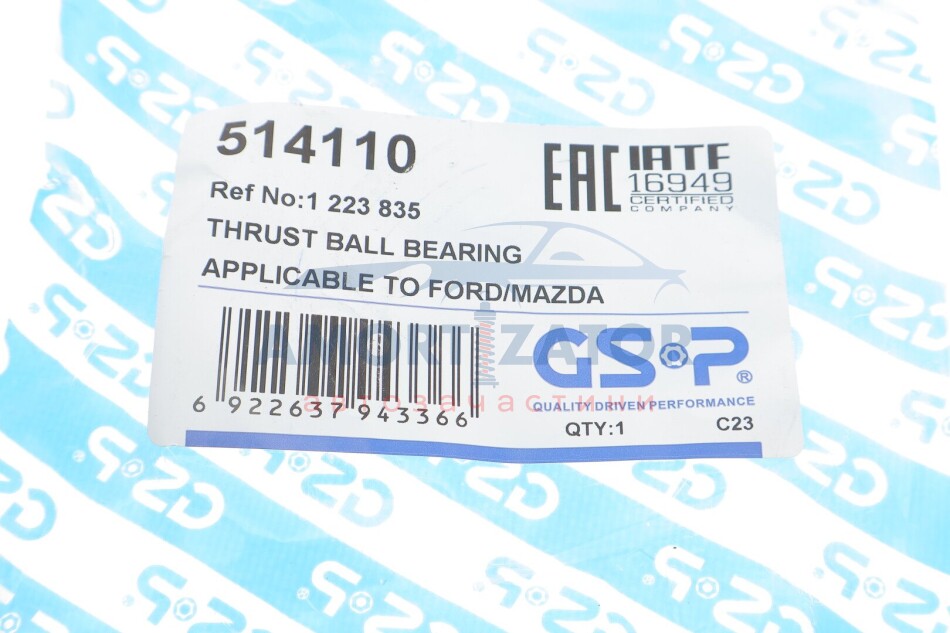 514110
EAC
IATF
16949
CERTIFIED
COMPANY
Ref No:1 223 835
THRUST BALL BEARING
APPLICABLE TO FORD/MAZDA
AMORTIZATOR
автозачастини
GSP®
QUALITY DRIVEN PERFORMANCE
6 922637 943366
QTY:1
C23